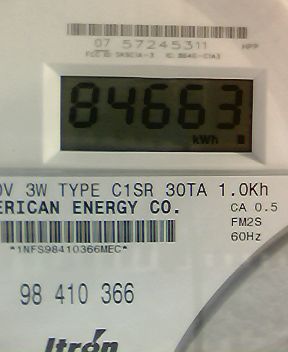 07 57245311
84663
kWh
0V 3W TYPE C1SR 30TA 1.0Kh
ERICAN ENERGY CO.
CA 0.5
FM2S
60Hz
*1NFS98410366MEC*
98 410 366
Itron